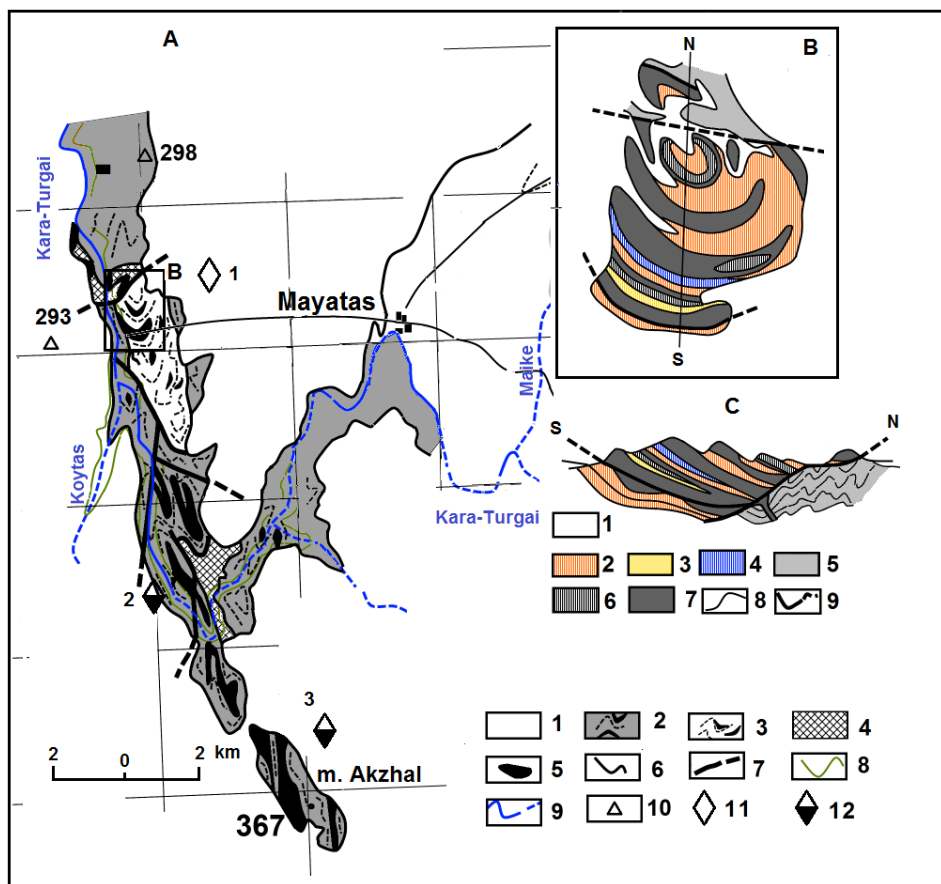 A
298
Kara-Turgai
B
1
293
Mayatas
Maike
Koytas
Kara-Turgai
2
3
2 0 2 km
m. Akzhal
367
B
N
S
C
S
N
1
2 3 4 5
6 7 8 9
1 2 3 4
5 6 7 8
9 10 11 12